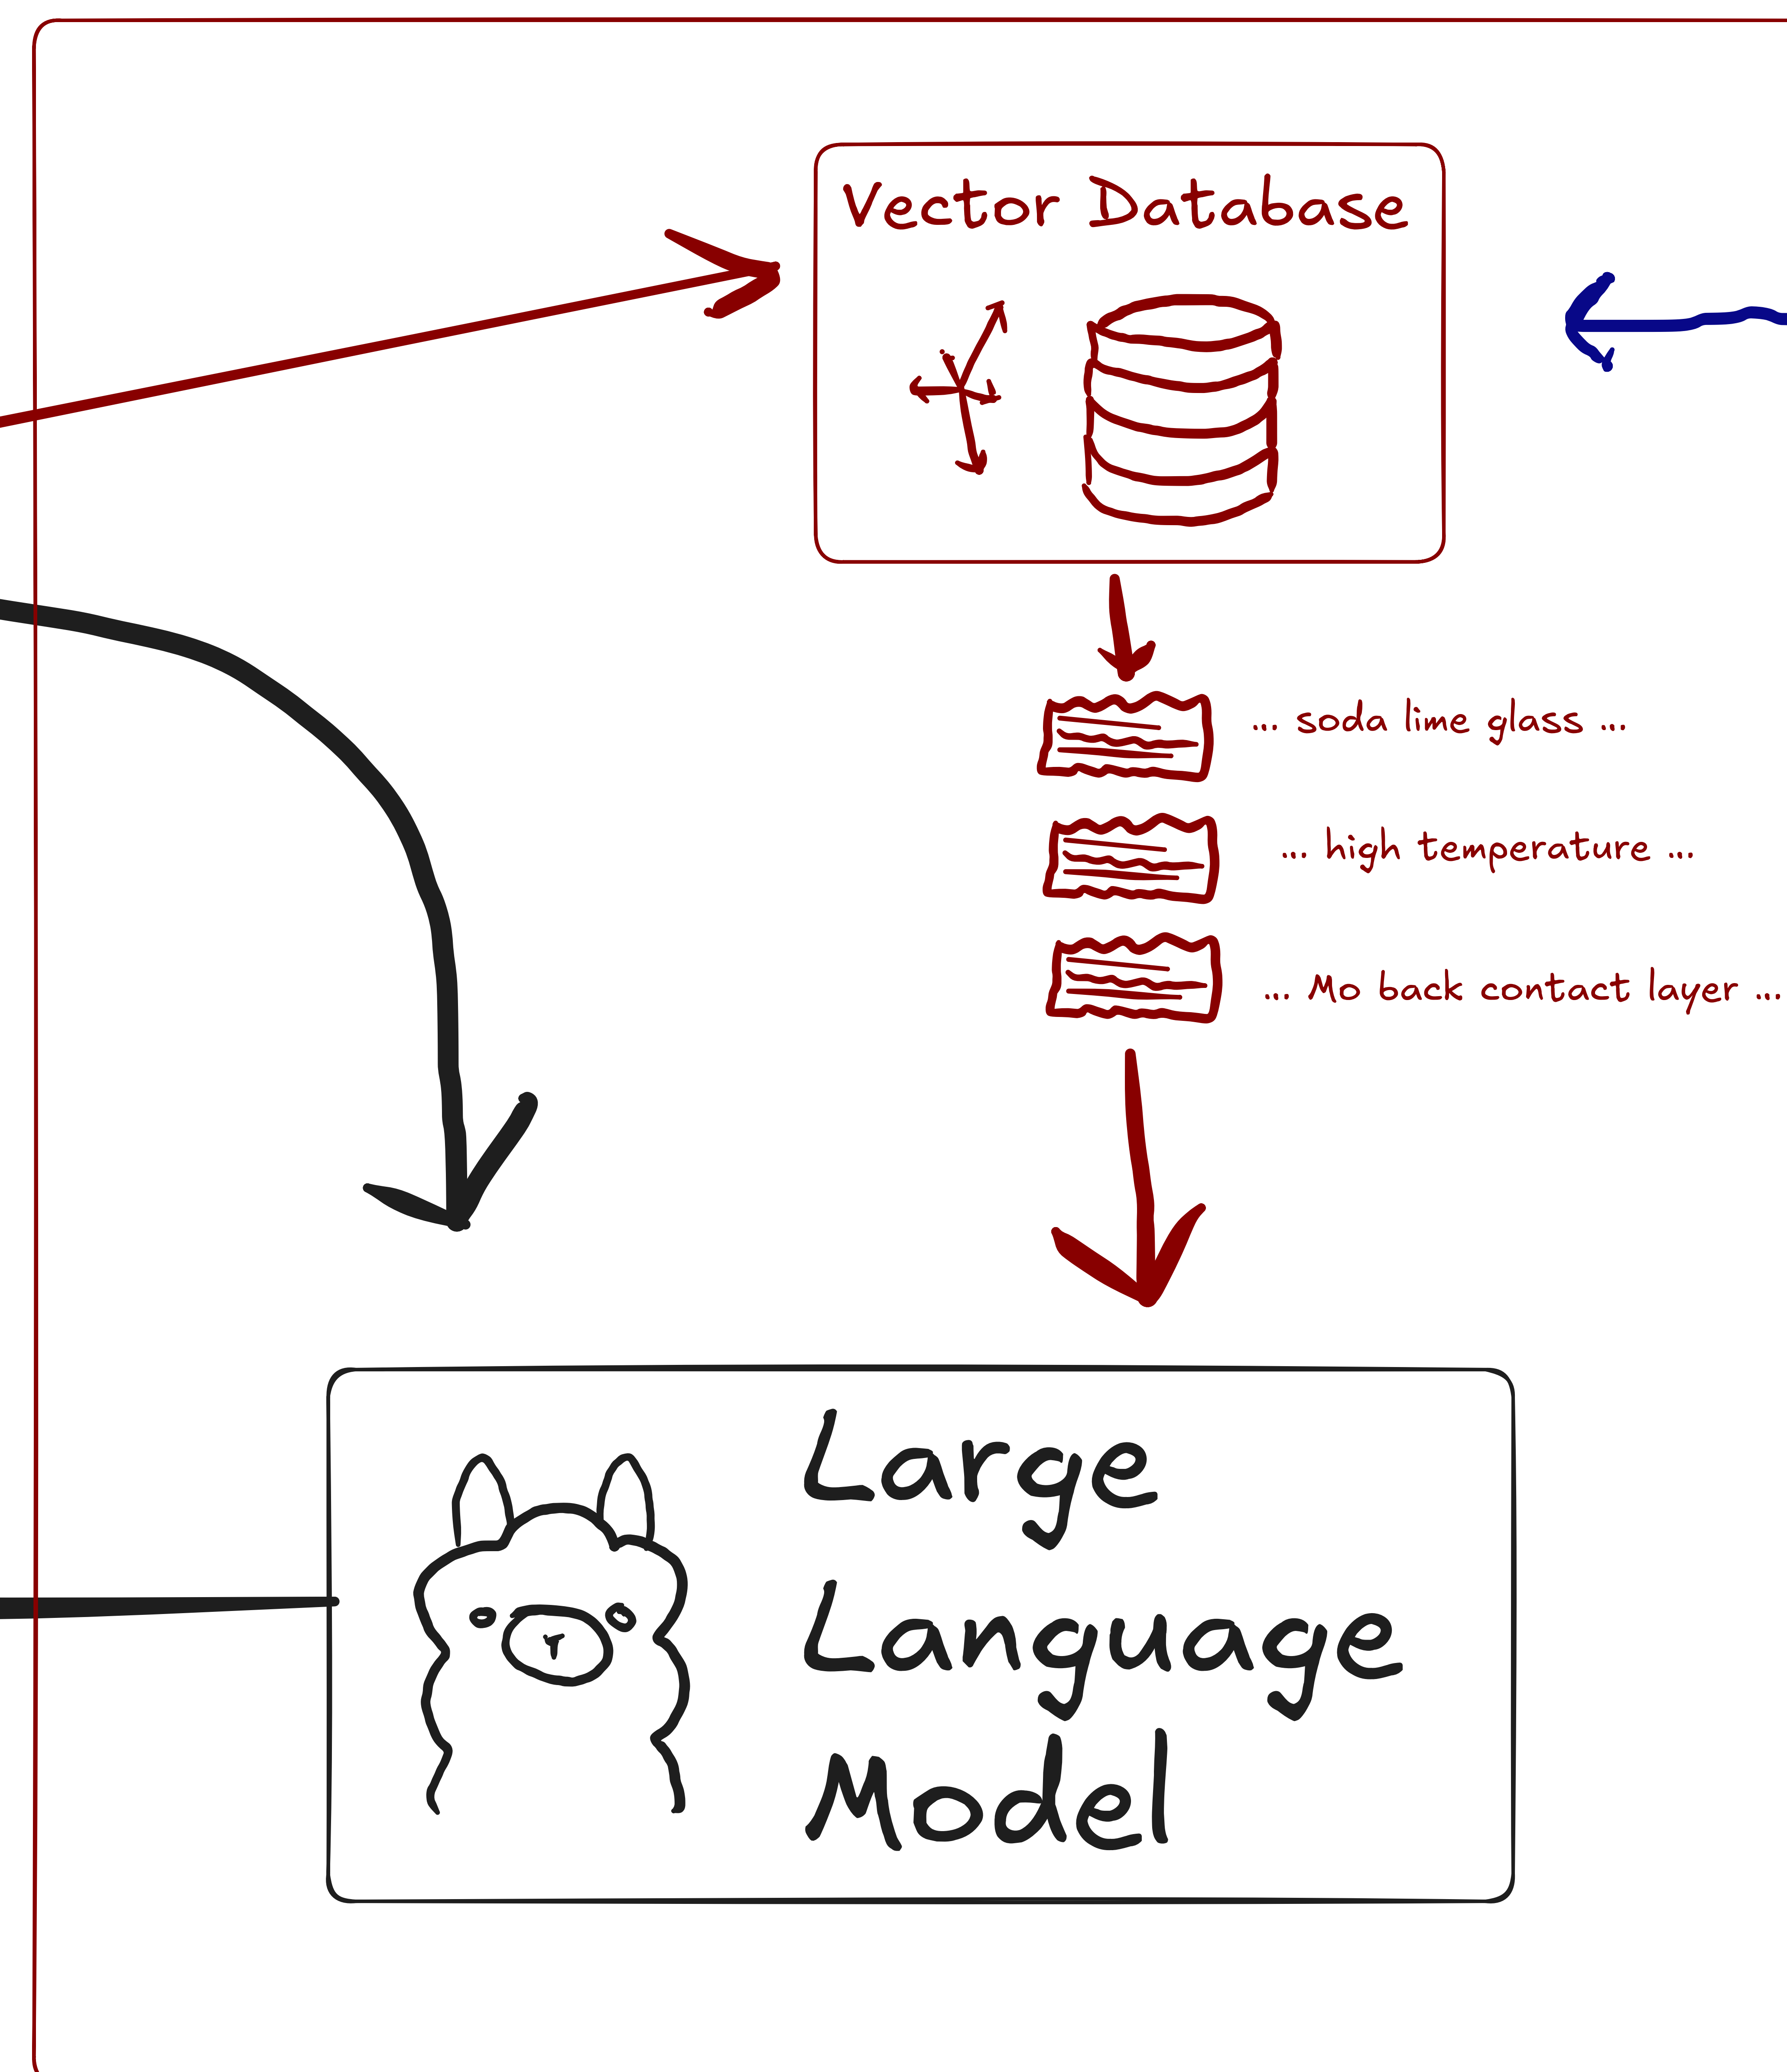 Vector Database
... soda lime glass ...
... high temperature ...
... Mo back contact layer ...
Large
Language
Model